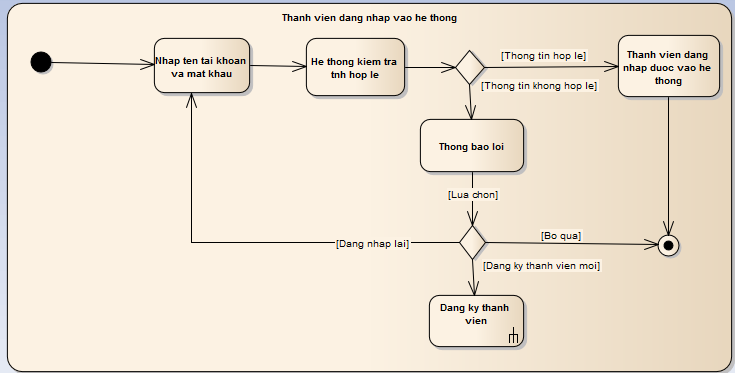 Thanh vien dang nhap vao he thong
Nhap ten tai khoan
va mat khau
He thong kiem tra
tnh hop le
[Thong tin hop le]
Thanh vien dang
nhap duoc vao he
thong
[Thong tin khong hop le]
Thong bao loi
[Lua chon]
[Dang nhap lai]
[Bo qua]
[Dang ky thanh vien moi]
Dang ky thanh
vien